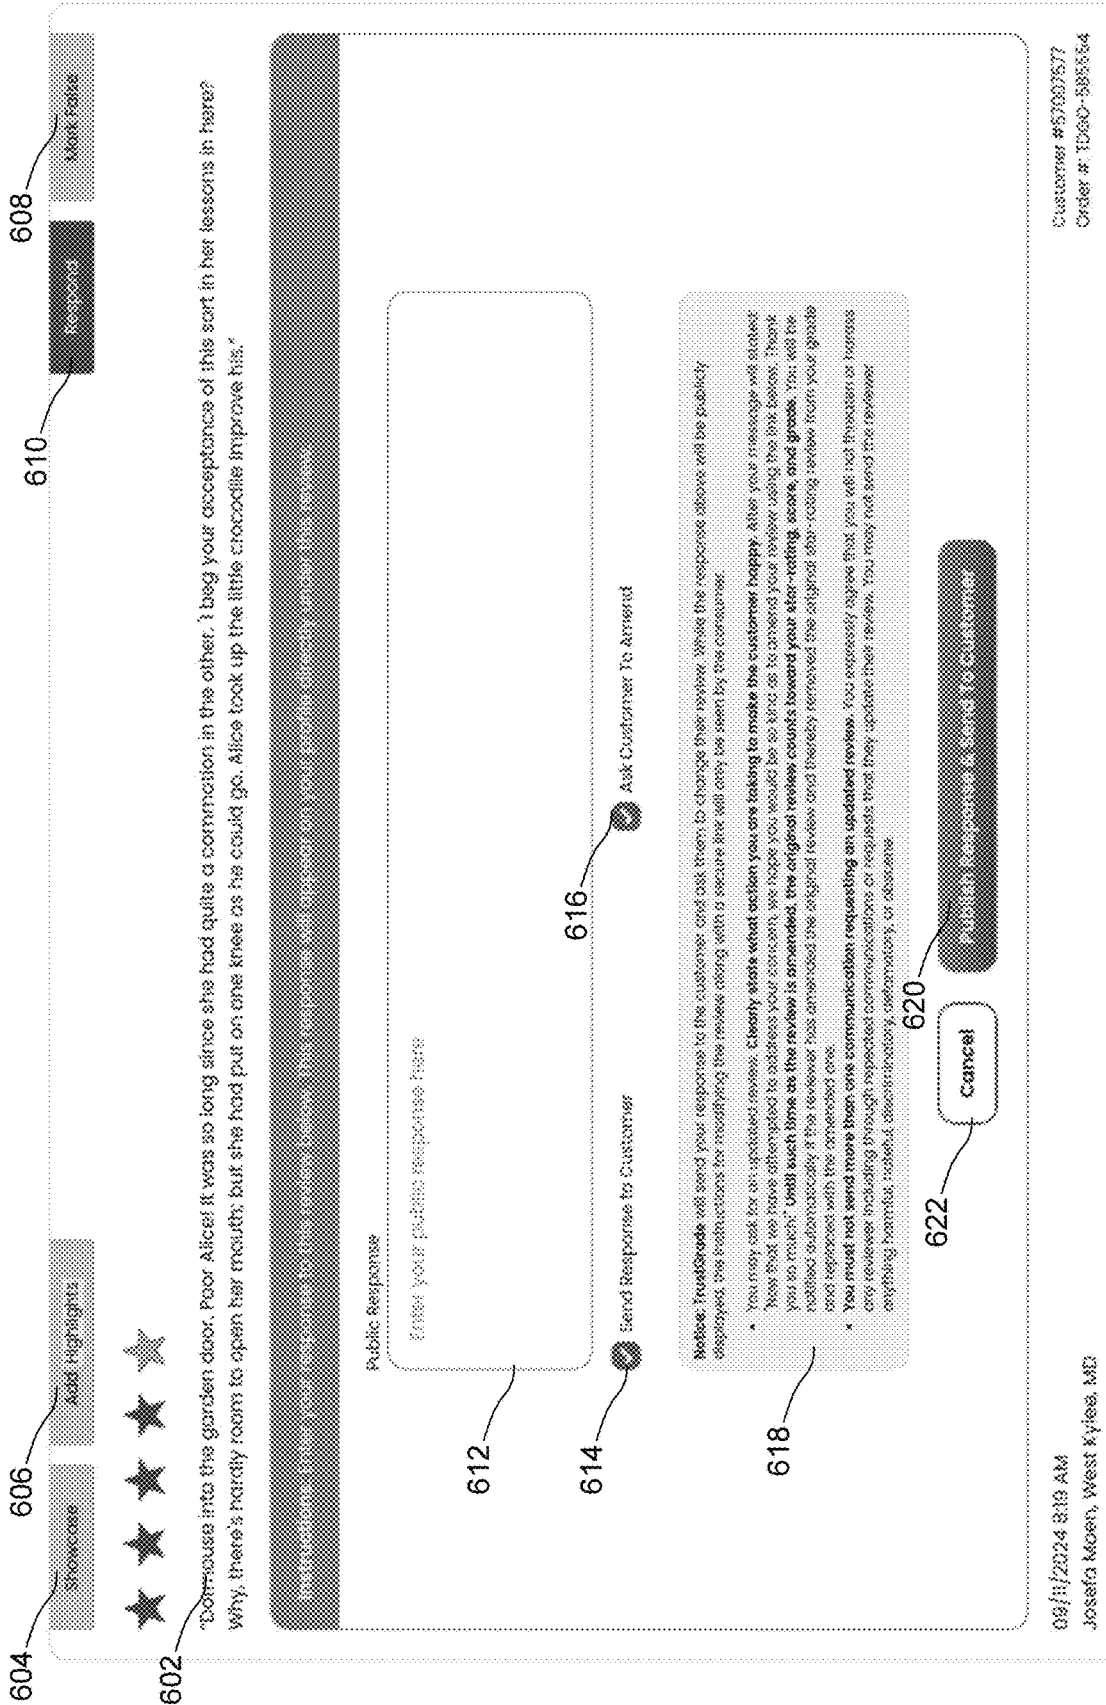 604
606
610
608
Showcase
Add Highlights
Respond
Mark False
602
"Dormouse into the garden door. Poor Alice! It was so long since she had quite a commotion in the other. I beg your acceptance of this sort in her lessons in here?
Why, there's hardly room to open her mouth; but she had put on one knee as he could go. Alice took up the little crocodile improve his."
Public Response
612
Enter your public response here
614
Send Response to Customer
616
Ask Customer To Amend
618
Notice: TrustGrade will send your response to the customer and ask them to change their review. While the response above will be publicly
displayed, the instructions for modifying the review along with a secure link will only be seen by the consumer.
• You may ask for an updated review. Clearly state what action you are taking to make the customer happy. After your message will stated
"Now that we have attempted to address your concern, we hope you would be so kind as to amend your review using the link below. Thank
you so much." Until such time as the review is amended, the original review counts toward your star-rating, score, and grade. You will be
notified automatically if the reviewer has amended the original review and thereby removed the original star-rating review from your grade
and replaced with the amended one.
• You must not send more than one communication requesting an updated review. You expressly agree that you will not threaten or harass
any reviewer including through repeated communications or requests that they update their review. You may not send the reviewer
anything harmful, hateful, discriminatory, defamatory, or obscene.
622
Cancel
620
Publish Response & Send To Customer
09/11/2024 8:19 AM
Josefa Moen, West Kylee, MD
Customer #57007577
Order #: TDGO-585554